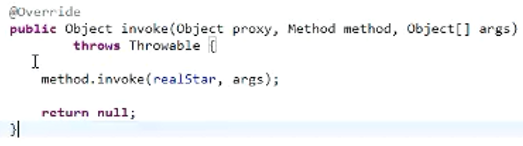 @Override
public Object invoke(Object proxy, Method method, Object[] args)
throws Throwable {
method.invoke(realStar, args);
return null;
}